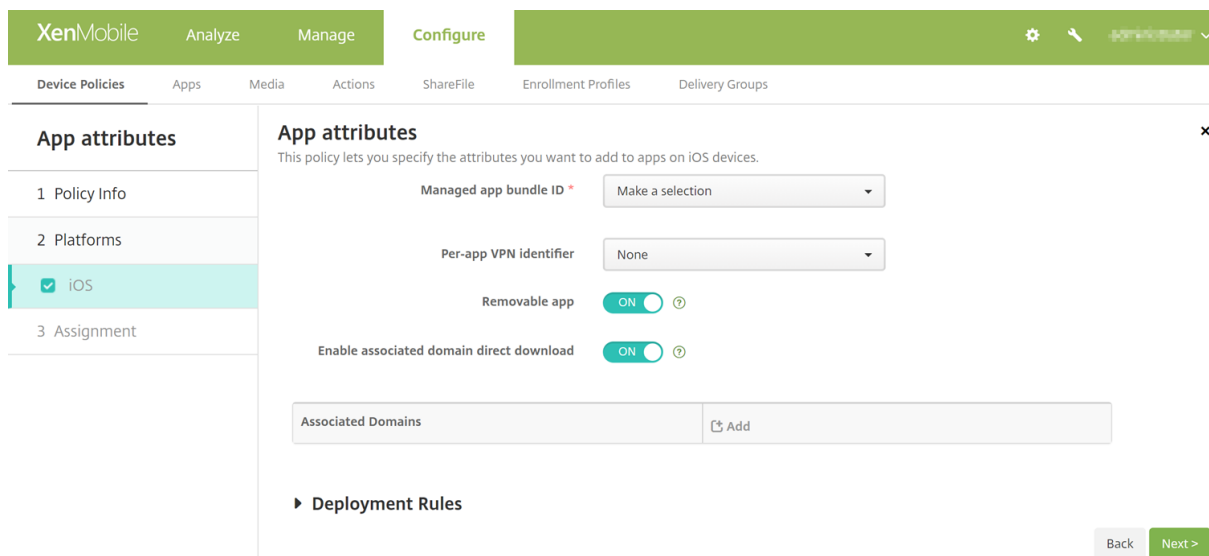 XenMobile Analyze Manage Configure
Device Policies Apps Media Actions ShareFile Enrollment Profiles Delivery Groups
App attributes
1 Policy Info
2 Platforms
iOS
3 Assignment
App attributes
This policy lets you specify the attributes you want to add to apps on iOS devices.
Managed app bundle ID * Make a selection
Per-app VPN identifier None
Removable app ON ?
Enable associated domain direct download ON ?
Associated Domains Add
Deployment Rules
Back Next >